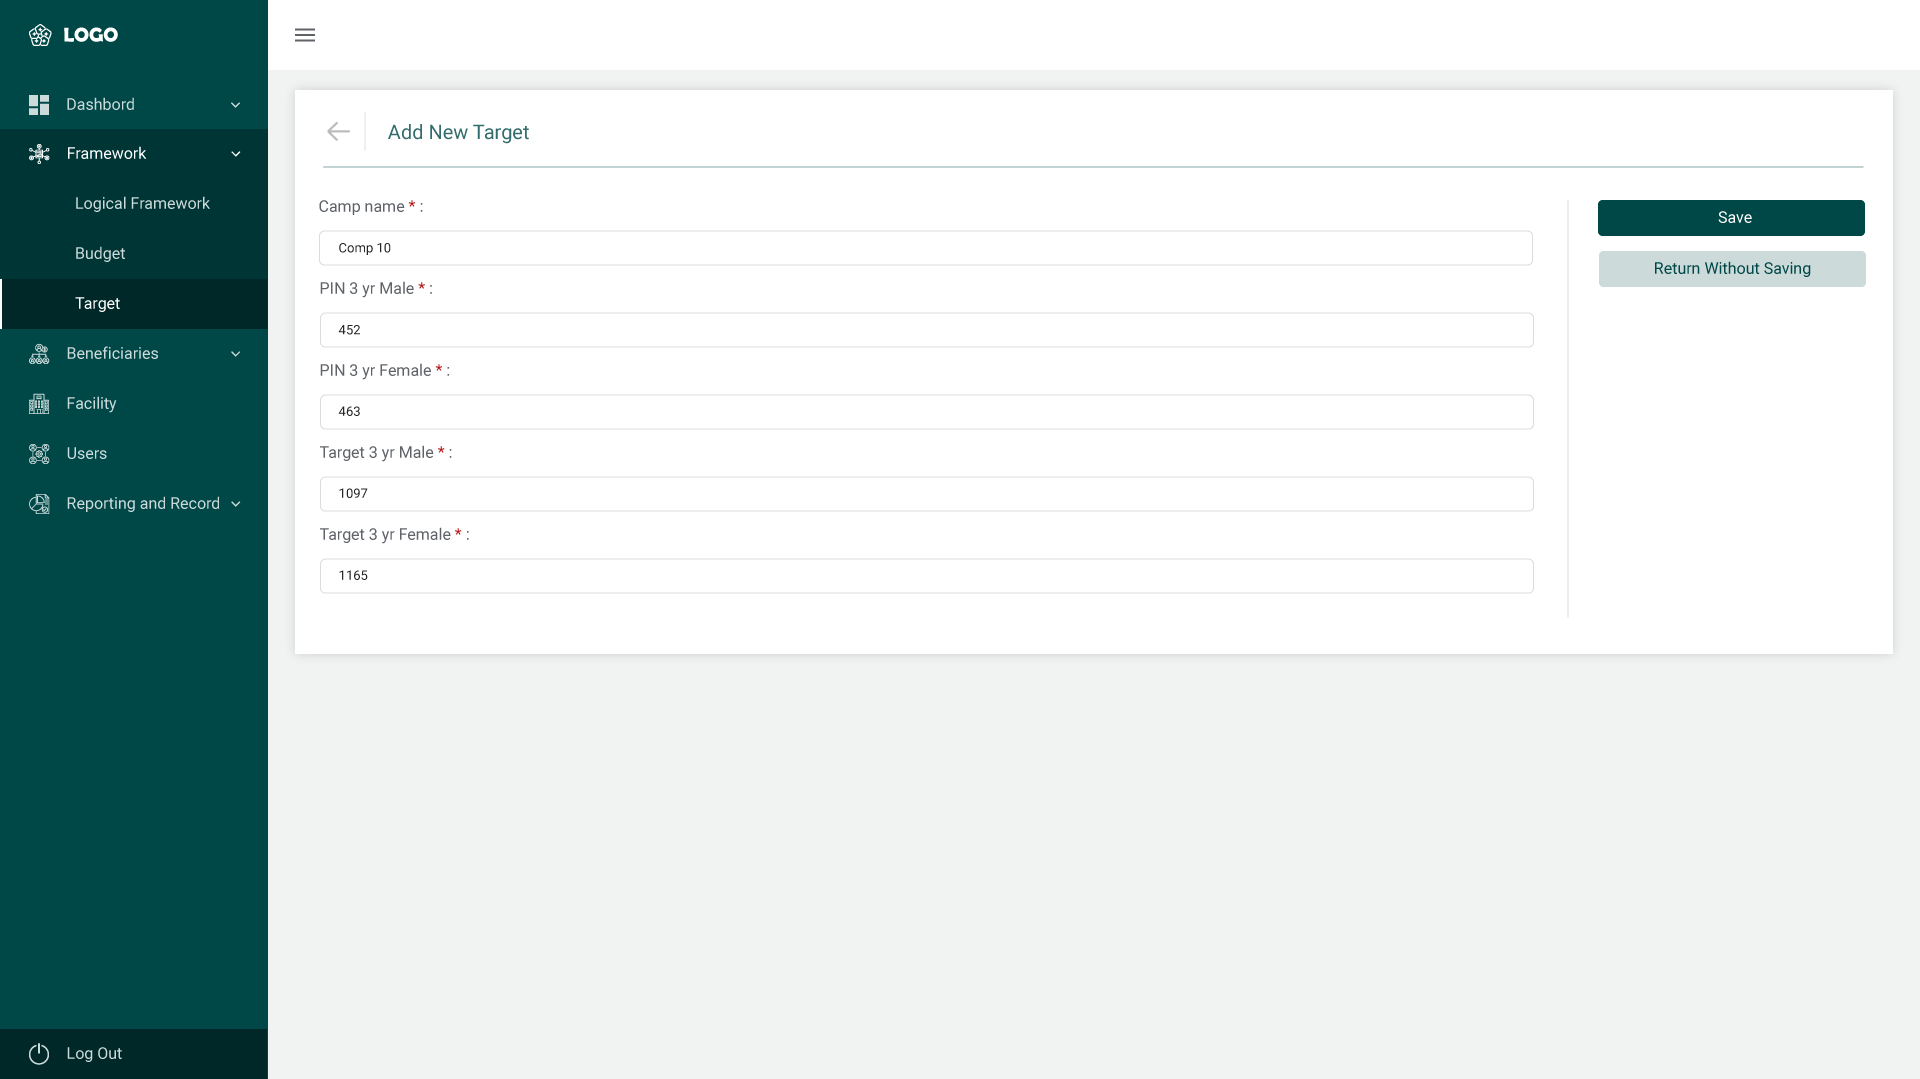 LOGO
Dashbord
Framework
Logical Framework
Budget
Target
Beneficiaries
Facility
Users
Reporting and Record
Log Out
Add New Target
Camp name * :
Comp 10
PIN 3 yr Male * :
452
PIN 3 yr Female * :
463
Target 3 yr Male * :
1097
Target 3 yr Female * :
1165
Save
Return Without Saving